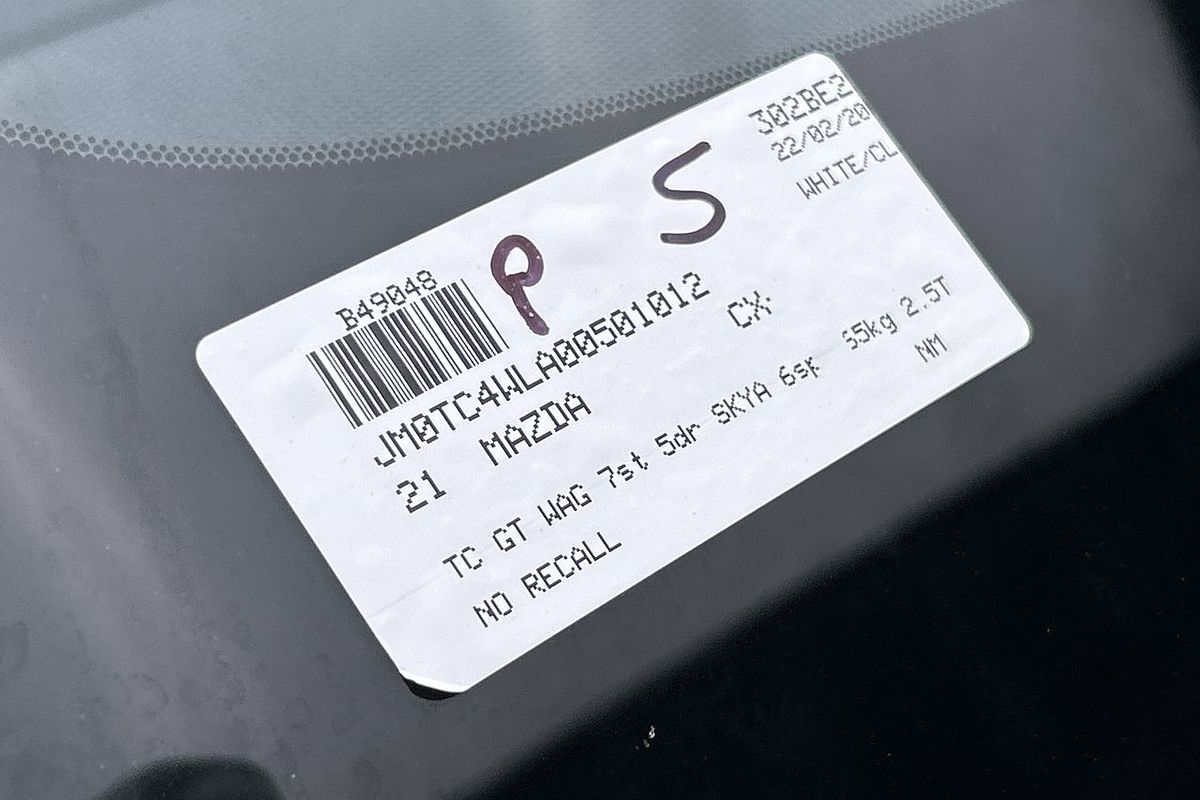 302BE2
22/02/20
WHITE/CL
P S
B49048
JM0TC4WLA00501012
21 MAZDA CX-
TC GT WAG 7st 5dr SKYA 6sp S5kg 2.5T
NO RECALL NM